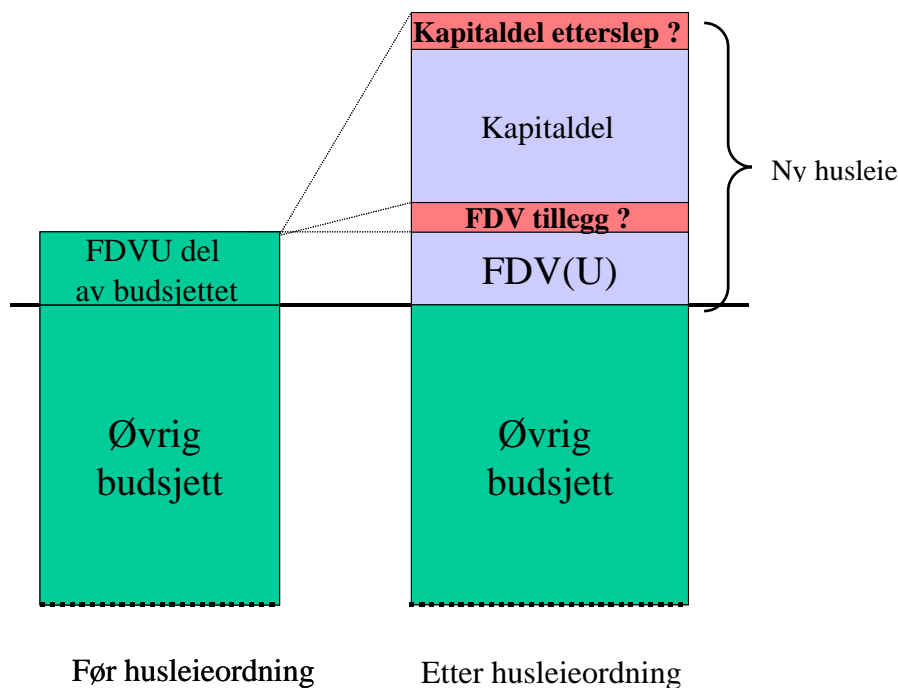 Kapitaldel etterslep ?
Kapitaldel
Ny husleie
FDV tillegg ?
FDVU del
av budsjettet
FDV(U)
Øvrig
budsjett
Øvrig
budsjett
Før husleieordning
Etter husleieordning